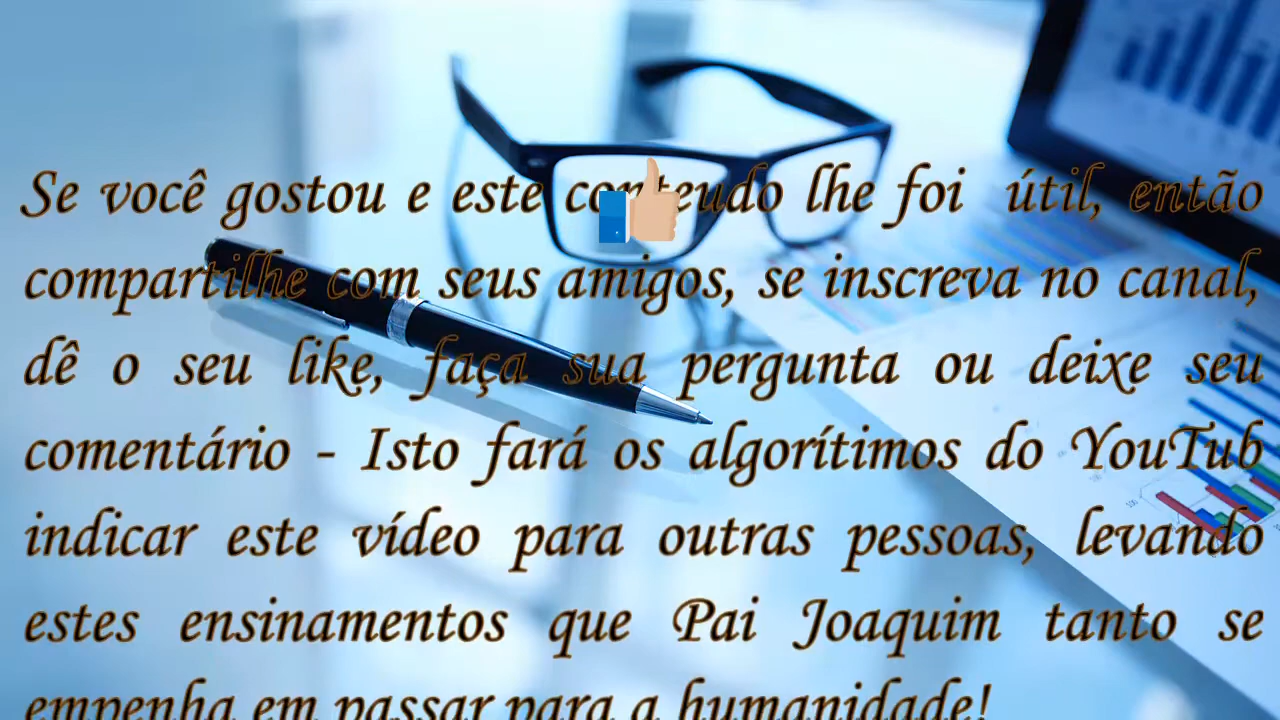 Se você gostou e este conteudo lhe foi útil, então
compartilhe com seus amigos, se inscreva no canal,
dê o seu like, faça sua pergunta ou deixe seu
comentário - Isto fará os algorítimos do YouTub
indicar este vídeo para outras pessoas, levando
estes ensinamentos que Pai Joaquim tanto se
empenha em passar para a humanidade!